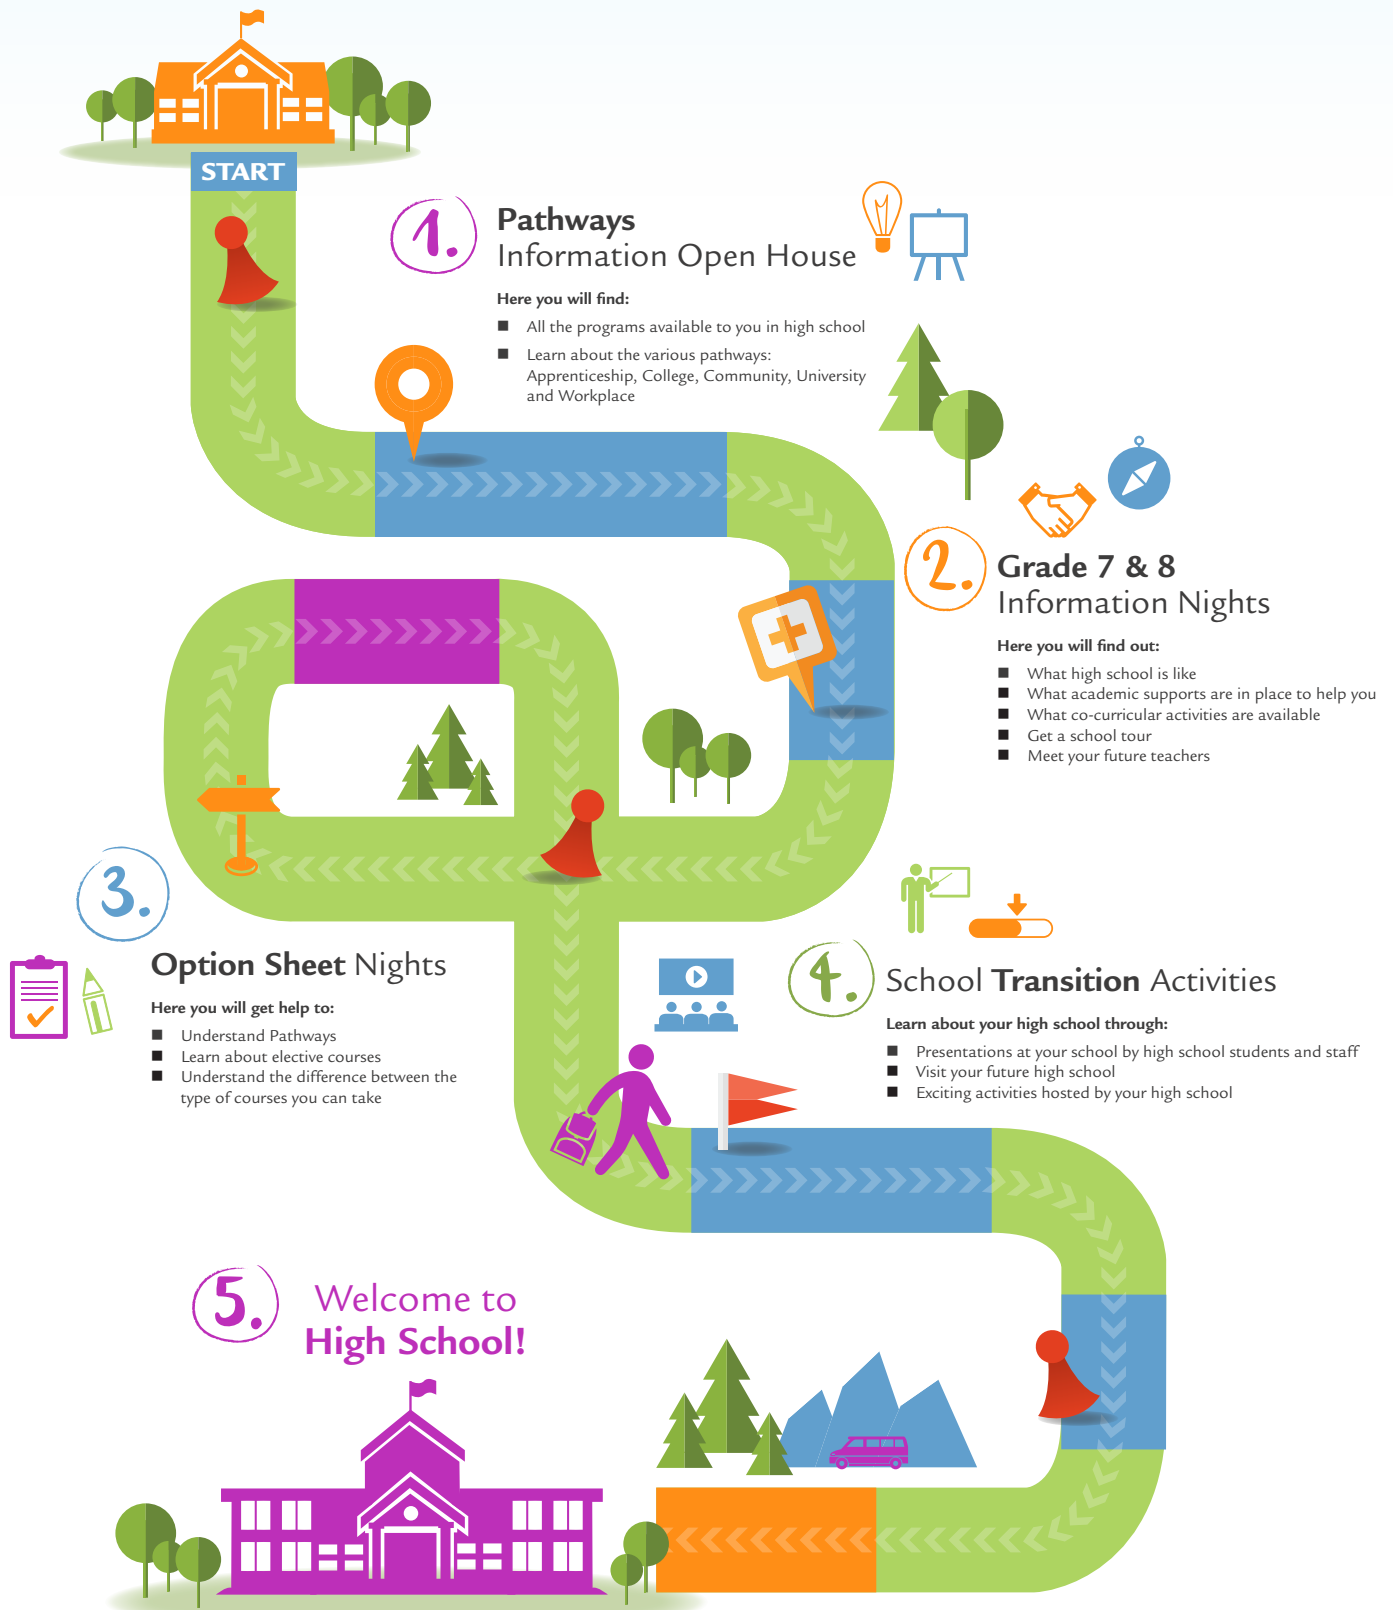 START
1.
Pathways
Information Open House
Here you will find:
■ All the programs available to you in high school
■ Learn about the various pathways:
Apprenticeship, College, Community, University
and Workplace
2.
Grade 7 & 8
Information Nights
Here you will find out:
■ What high school is like
■ What academic supports are in place to help you
■ What co-curricular activities are available
■ Get a school tour
■ Meet your future teachers
3.
Option Sheet Nights
Here you will get help to:
■ Understand Pathways
■ Learn about elective courses
■ Understand the difference between the
type of courses you can take
4.
School Transition Activities
Learn about your high school through:
■ Presentations at your school by high school students and staff
■ Visit your future high school
■ Exciting activities hosted by your high school
5.
Welcome to
High School!